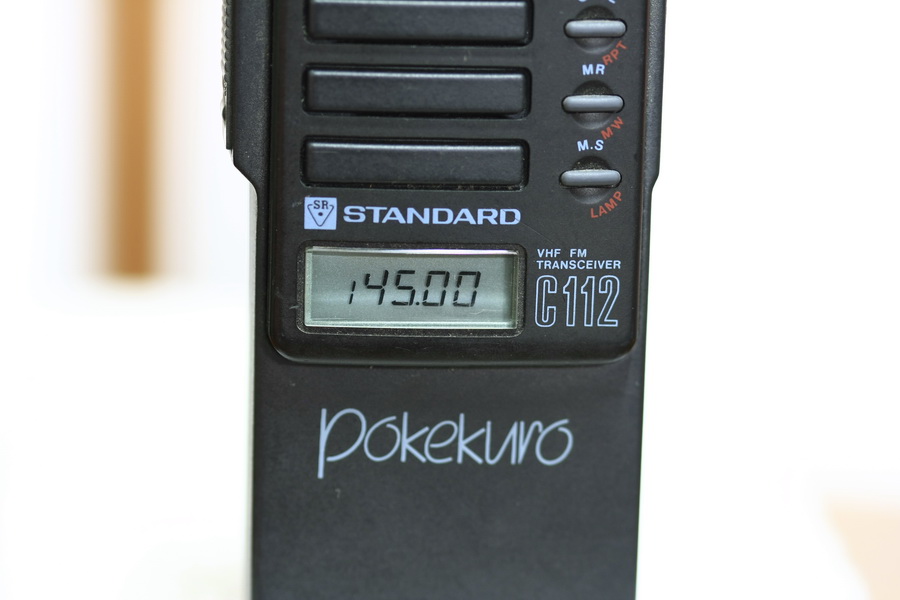 RPT
MR
MW
M.S
LAMP
SR STANDARD
VHF FM
TRANSCEIVER
C112
145.00
Pokekuro